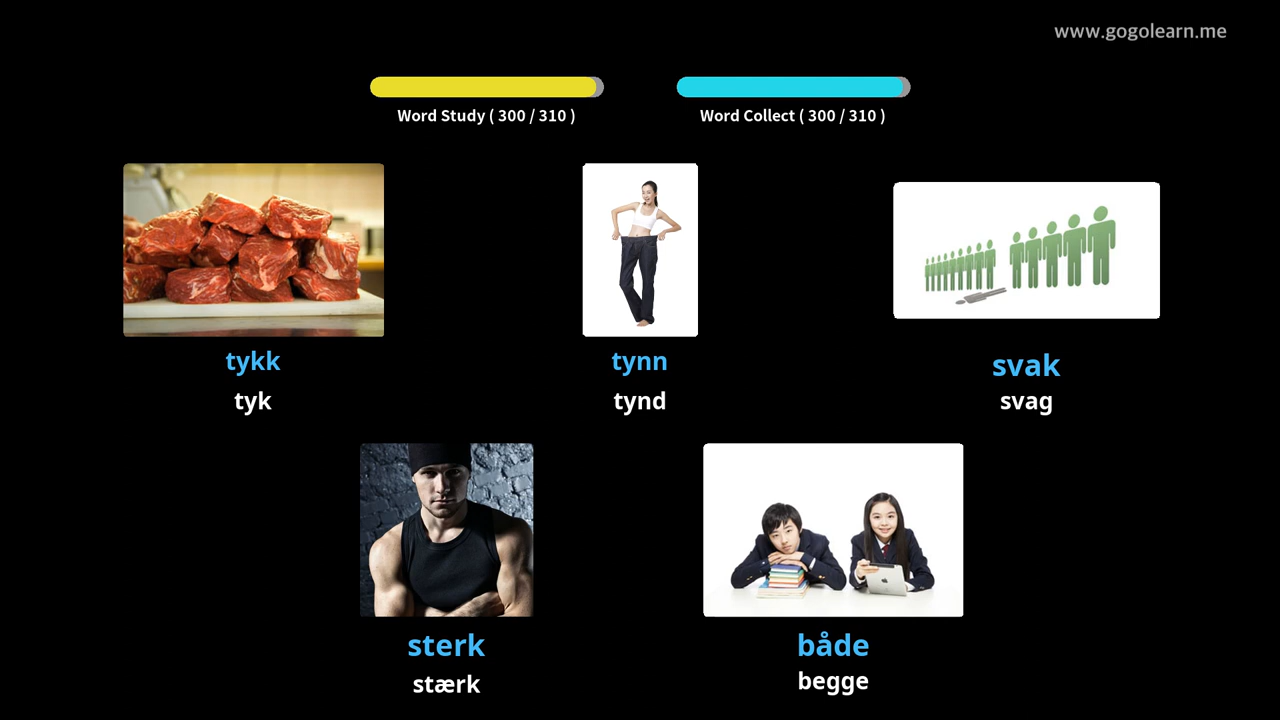 www.gogolearn.me
Word Study ( 300 / 310 )
Word Collect ( 300 / 310 )
tykk
tyk
tynn
tynd
svak
svag
sterk
stærk
både
begge